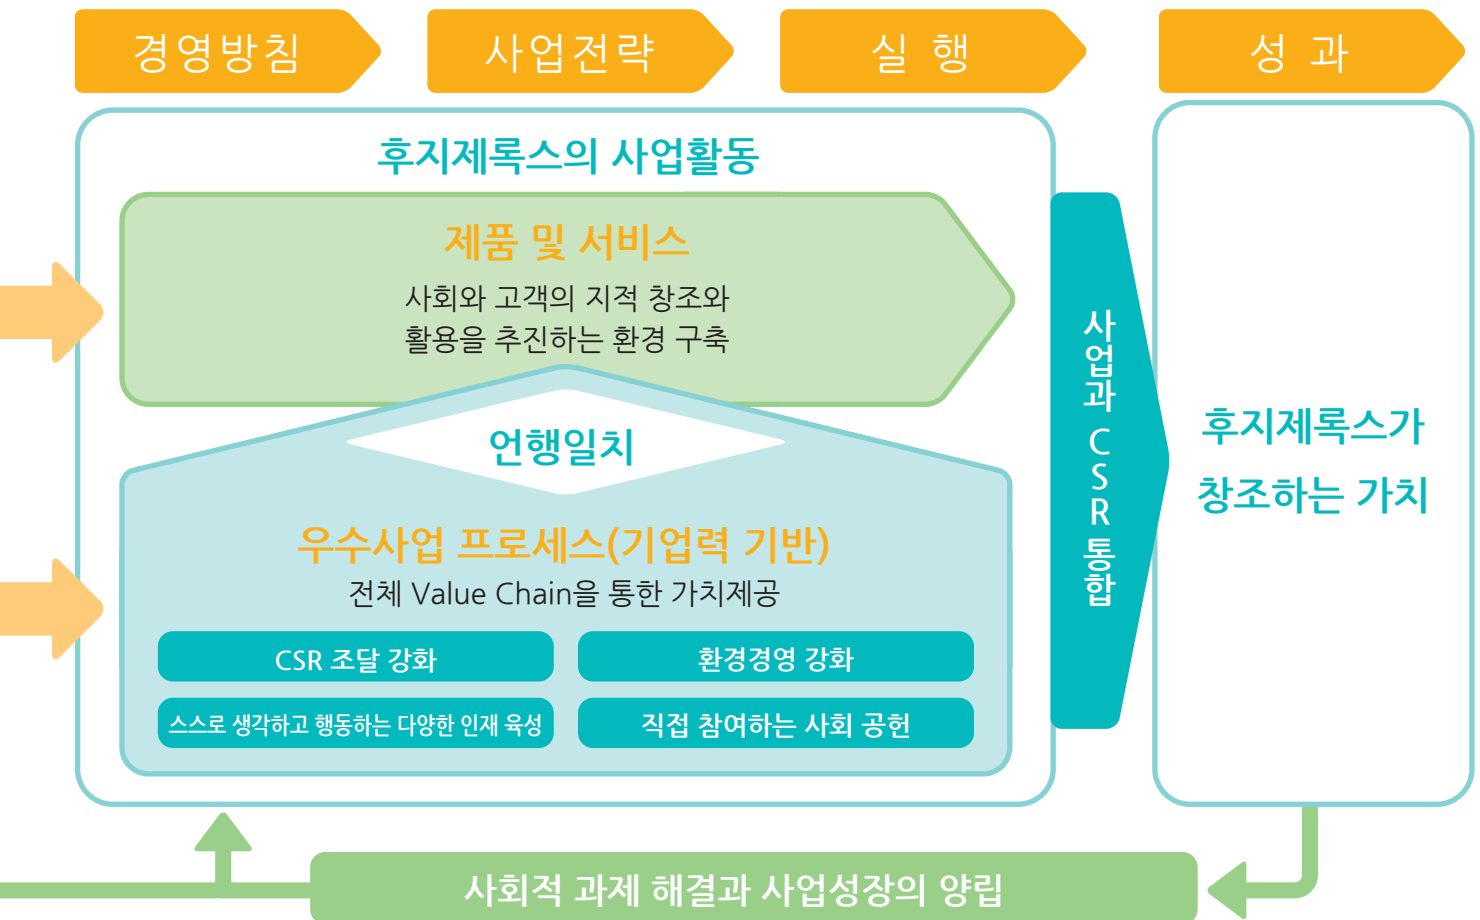 경영방침
사업전략
실 행
성 과
후지제록스의 사업활동
제품 및 서비스
사회와 고객의 지적 창조와
활용을 추진하는 환경 구축
언행일치
우수사업 프로세스(기업력 기반)
전체 Value Chain을 통한 가치제공
CSR 조달 강화
환경경영 강화
스스로 생각하고 행동하는 다양한 인재 육성
직접 참여하는 사회 공헌
사업과 CSR 통합
후지제록스가
창조하는 가치
사회적 과제 해결과 사업성장의 양립